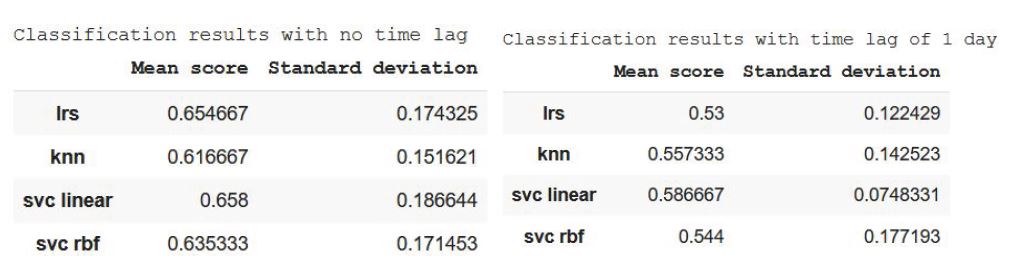 Classification results with no time lag
Mean score Standard deviation
lrs 0.654667 0.174325
knn 0.616667 0.151621
svc linear 0.658 0.186644
svc rbf 0.635333 0.171453
Classification results with time lag of 1 day
Mean score Standard deviation
lrs 0.53 0.122429
knn 0.557333 0.142523
svc linear 0.586667 0.0748331
svc rbf 0.544 0.177193